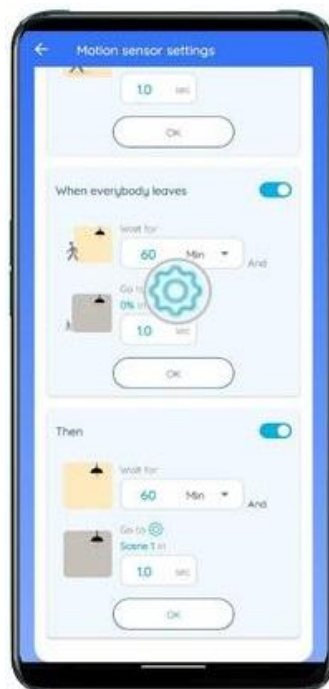 Motion sensor settings
1.0 sec
OK
When everybody leaves
Wait for
60 Min And
Go to
0% in
1.0 sec
OK
Then
Wait for
60 Min And
Go to
Scene 1 in
1.0 sec
OK